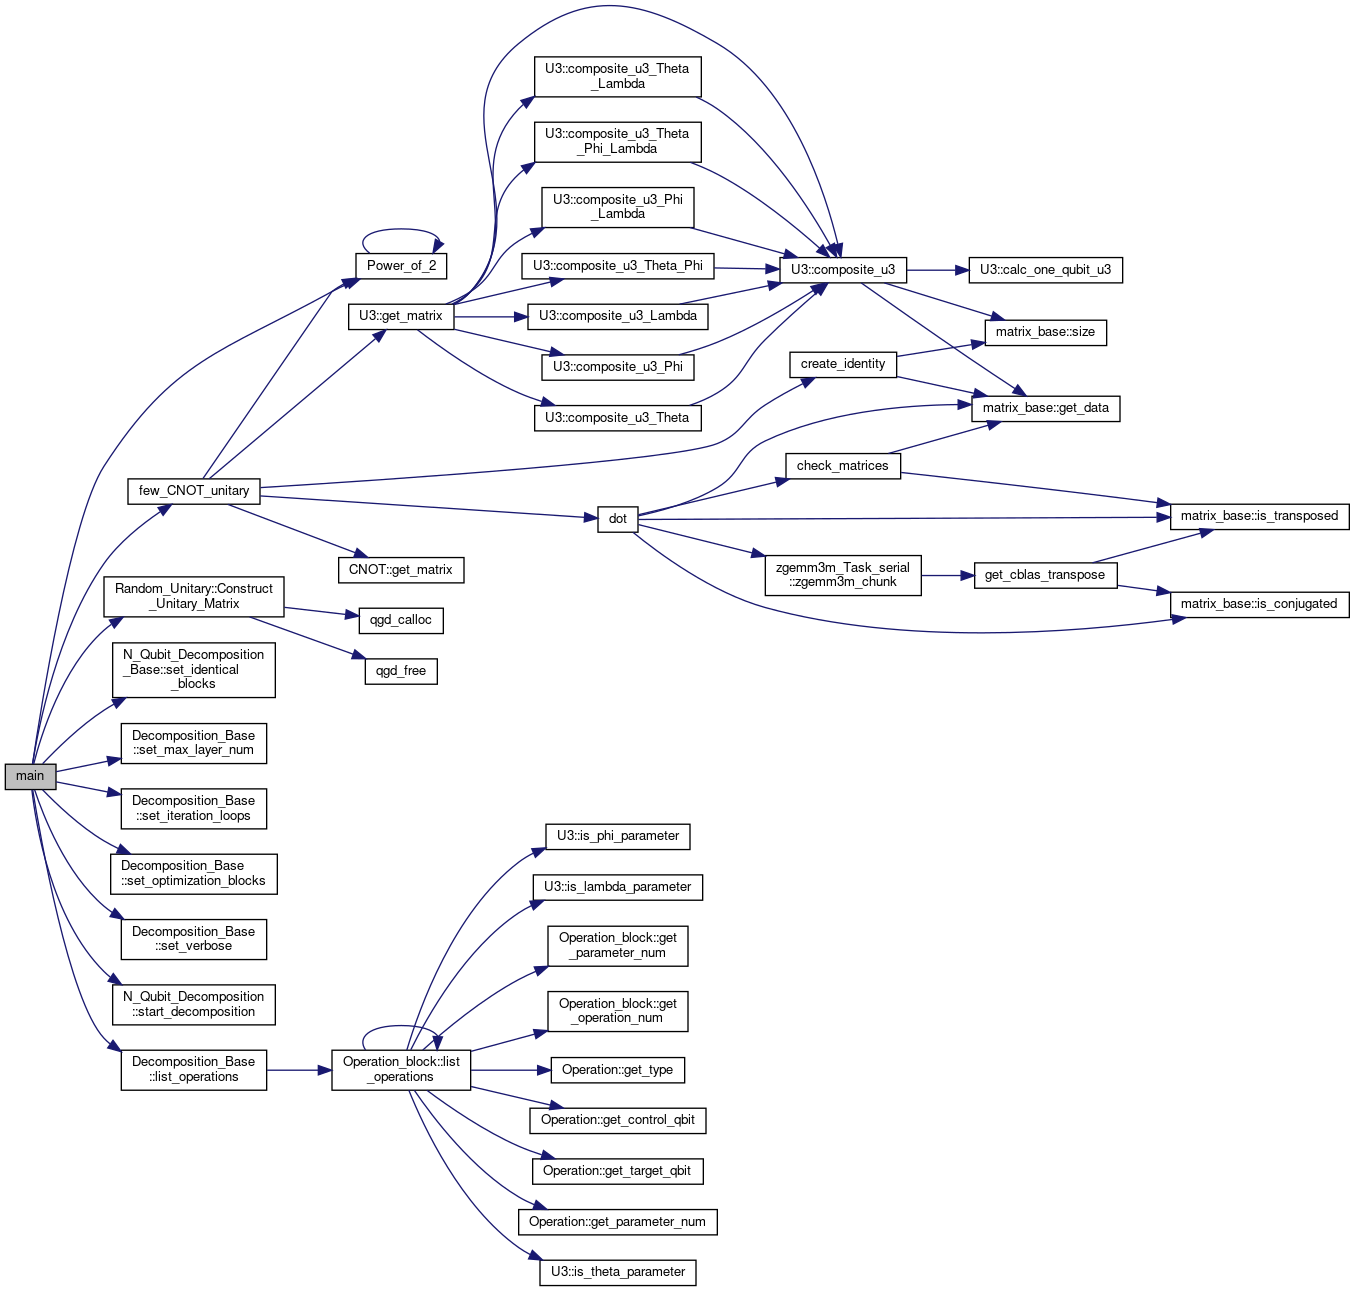 U3::composite_u3_Theta
_Lambda
U3::composite_u3_Theta
_Phi_Lambda
U3::composite_u3_Phi
_Lambda
Power_of_2
U3::composite_u3_Theta_Phi
U3::composite_u3
U3::calc_one_qubit_u3
U3::get_matrix
U3::composite_u3_Lambda
matrix_base::size
U3::composite_u3_Phi
create_identity
U3::composite_u3_Theta
matrix_base::get_data
few_CNOT_unitary
check_matrices
dot
matrix_base::is_transposed
CNOT::get_matrix
zgemm3m_Task_serial
::zgemm3m_chunk
get_cblas_transpose
matrix_base::is_conjugated
Random_Unitary::Construct
_Unitary_Matrix
qgd_calloc
qgd_free
N_Qubit_Decomposition
_Base::set_identical
_blocks
Decomposition_Base
::set_max_layer_num
main
Decomposition_Base
::set_iteration_loops
Decomposition_Base
::set_optimization_blocks
Decomposition_Base
::set_verbose
N_Qubit_Decomposition
::start_decomposition
Decomposition_Base
::list_operations
Operation_block::list
_operations
U3::is_phi_parameter
U3::is_lambda_parameter
Operation_block::get
_parameter_num
Operation_block::get
_operation_num
Operation::get_type
Operation::get_control_qbit
Operation::get_target_qbit
Operation::get_parameter_num
U3::is_theta_parameter